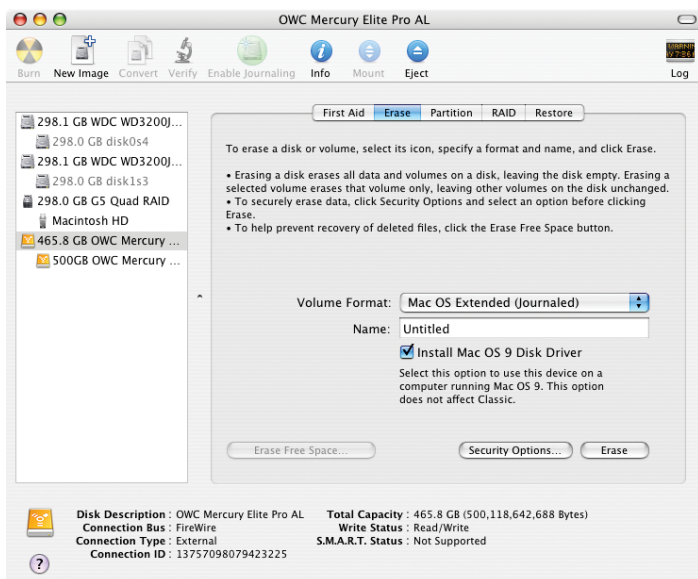 OWC Mercury Elite Pro AL
Burn New Image Convert Verify Enable Journaling Info Mount Eject Log
298.1 GB WDC WD3200J...
298.0 GB disk0s4
298.1 GB WDC WD3200J...
298.0 GB disk1s3
298.0 GB G5 Quad RAID
Macintosh HD
465.8 GB OWC Mercury ...
500GB OWC Mercury ...
First Aid Erase Partition RAID Restore
To erase a disk or volume, select its icon, specify a format and name, and click Erase.
• Erasing a disk erases all data and volumes on a disk, leaving the disk empty. Erasing a
selected volume erases that volume only, leaving other volumes on the disk unchanged.
• To securely erase data, click Security Options and select an option before clicking
Erase.
• To help prevent recovery of deleted files, click the Erase Free Space button.
Volume Format: Mac OS Extended (Journaled)
Name: Untitled
Install Mac OS 9 Disk Driver
Select this option to use this device on a
computer running Mac OS 9. This option
does not affect Classic.
Erase Free Space... Security Options... Erase
Disk Description : OWC Mercury Elite Pro AL Total Capacity : 465.8 GB (500,118,642,688 Bytes)
Connection Bus : FireWire Write Status : Read/Write
Connection Type : External S.M.A.R.T. Status : Not Supported
Connection ID : 13757098079423225
?